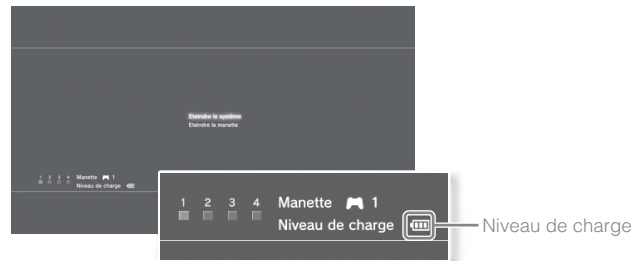 Eteindre le système
Eteindre la manette
1 2 3 4 Manette 1
Niveau de charge
1 2 3 4 Manette 1
Niveau de charge
Niveau de charge